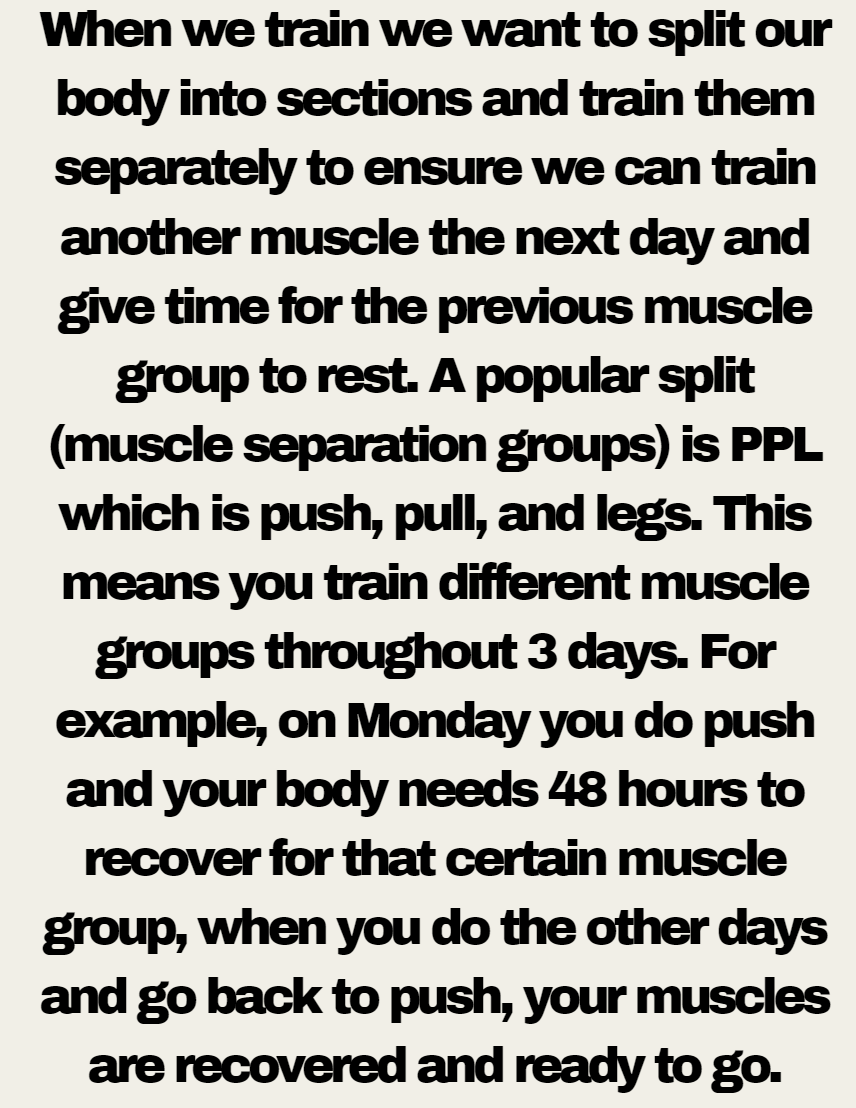 When we train we want to split our
body into sections and train them
separately to ensure we can train
another muscle the next day and
give time for the previous muscle
group to rest. A popular split
(muscle separation groups) is PPL
which is push, pull, and legs. This
means you train different muscle
groups throughout 3 days. For
example, on Monday you do push
and your body needs 48 hours to
recover for that certain muscle
group, when you do the other days
and go back to push, your muscles
are recovered and ready to go.